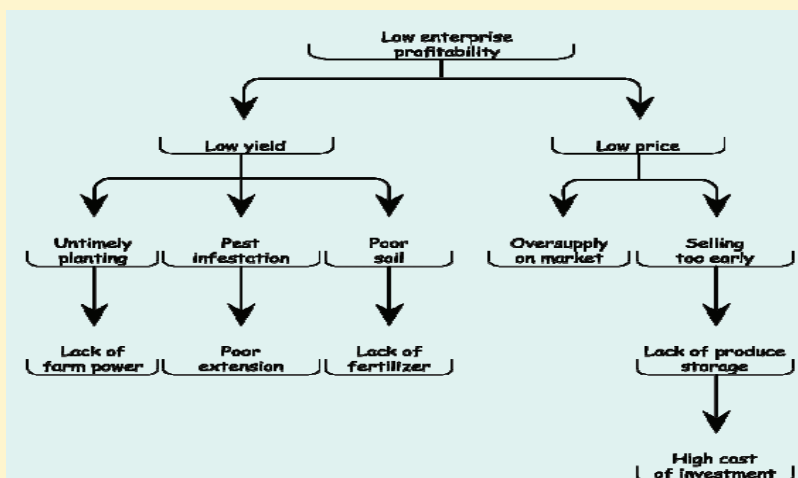 Low enterprise
profitability
Low yield
Low price
Untimely
planting
Pest
infestation
Poor
soil
Oversupply
on market
Selling
too early
Lack of
farm power
Poor
extension
Lack of
fertilizer
Lack of produce
storage
High cost
of investment